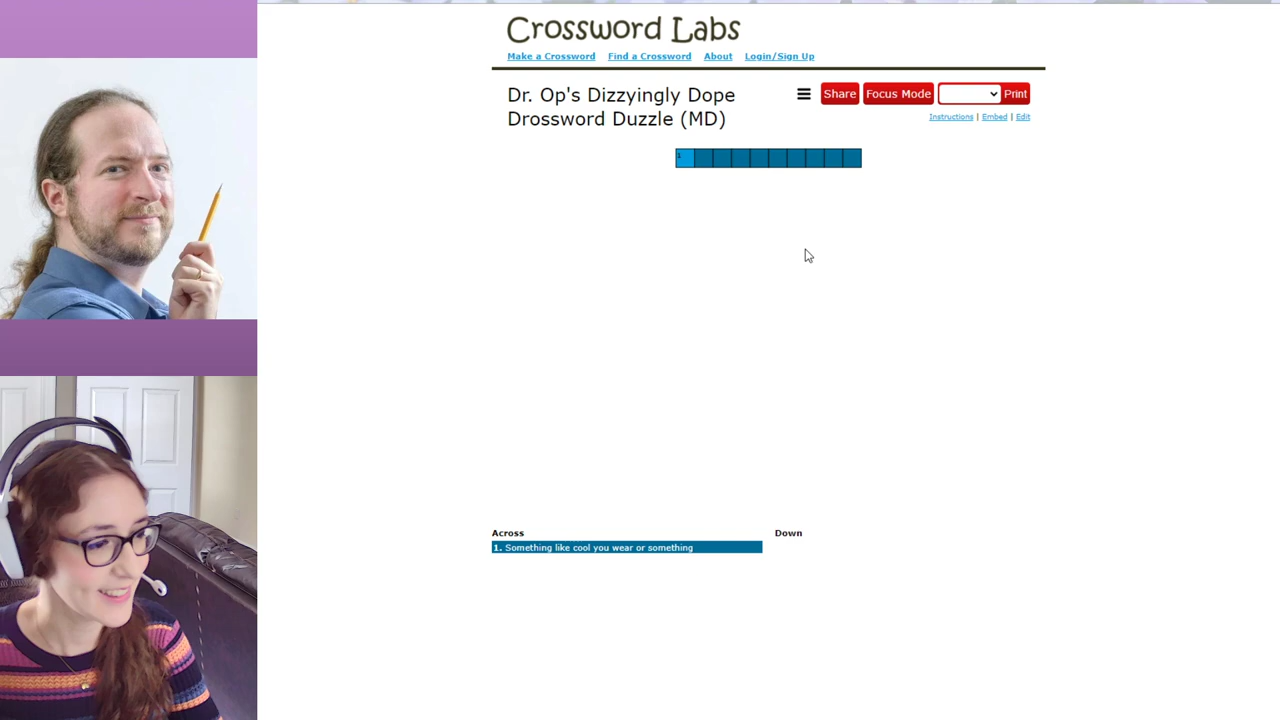 Crossword Labs
Make a Crossword Find a Crossword About Login/Sign Up
Dr. Op's Dizzyingly Dope
Drossword Duzzle (MD)
Share Focus Mode Print
Instructions | Embed | Edit
1
Across
1. Something like cool you wear or something
Down